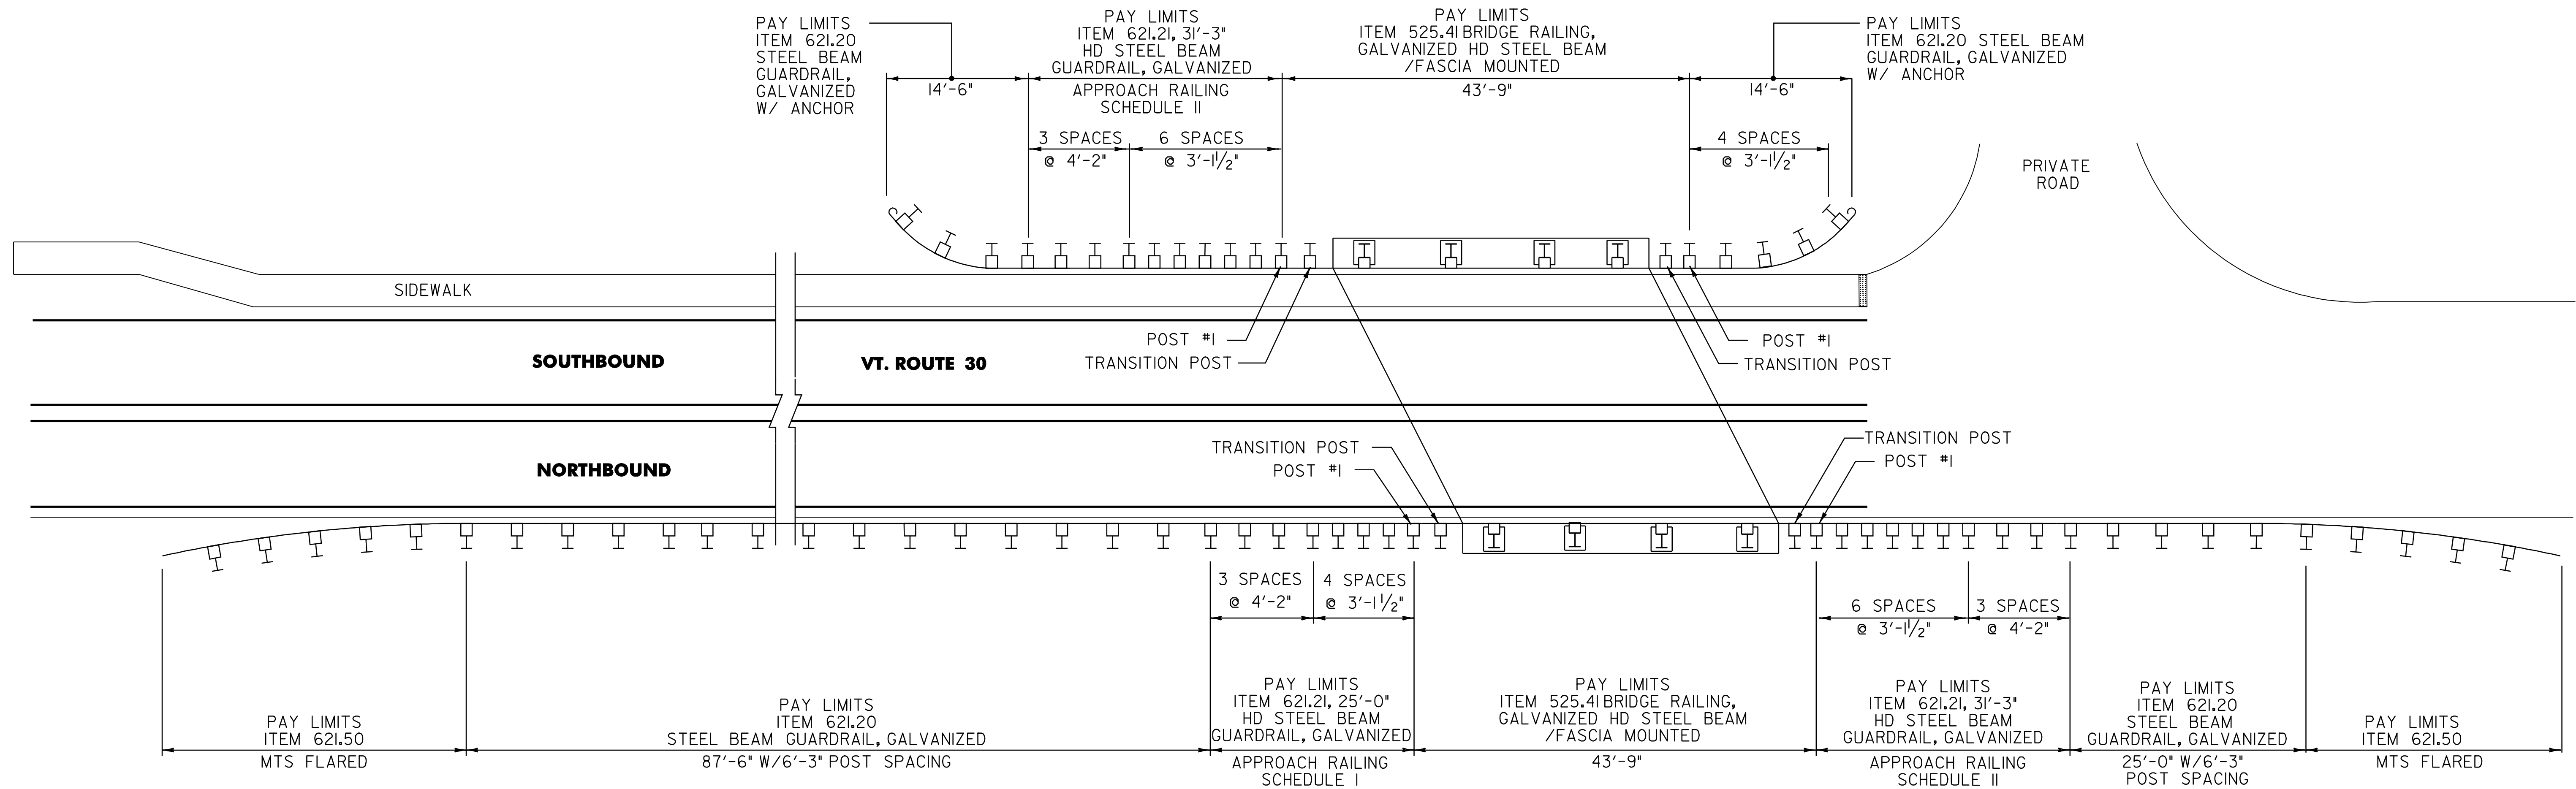 PAY LIMITS
ITEM 621.20
STEEL BEAM
GUARDRAIL,
GALVANIZED
W/ ANCHOR
14'-6"
PAY LIMITS
ITEM 621.21, 31'-3"
HD STEEL BEAM
GUARDRAIL, GALVANIZED
APPROACH RAILING
SCHEDULE II
3 SPACES
@ 4'-2"
6 SPACES
@ 3'-1 1/2"
PAY LIMITS
ITEM 525.41 BRIDGE RAILING,
GALVANIZED HD STEEL BEAM
/FASCIA MOUNTED
43'-9"
14'-6"
4 SPACES
@ 3'-1 1/2"
PAY LIMITS
ITEM 621.20 STEEL BEAM
GUARDRAIL, GALVANIZED
W/ ANCHOR
PRIVATE
ROAD
SIDEWALK
POST #1
TRANSITION POST
POST #1
TRANSITION POST
SOUTHBOUND
VT. ROUTE 30
NORTHBOUND
TRANSITION POST
POST #1
TRANSITION POST
POST #1
3 SPACES
@ 4'-2"
4 SPACES
@ 3'-1 1/2"
6 SPACES
@ 3'-1 1/2"
3 SPACES
@ 4'-2"
PAY LIMITS
ITEM 621.50
MTS FLARED
PAY LIMITS
ITEM 621.20
STEEL BEAM GUARDRAIL, GALVANIZED
87'-6" W/6'-3" POST SPACING
PAY LIMITS
ITEM 621.21, 25'-0"
HD STEEL BEAM
GUARDRAIL, GALVANIZED
APPROACH RAILING
SCHEDULE I
PAY LIMITS
ITEM 525.41 BRIDGE RAILING,
GALVANIZED HD STEEL BEAM
/FASCIA MOUNTED
43'-9"
PAY LIMITS
ITEM 621.21, 31'-3"
HD STEEL BEAM
GUARDRAIL, GALVANIZED
APPROACH RAILING
SCHEDULE II
PAY LIMITS
ITEM 621.20
STEEL BEAM
GUARDRAIL, GALVANIZED
25'-0" W/6'-3"
POST SPACING
PAY LIMITS
ITEM 621.50
MTS FLARED